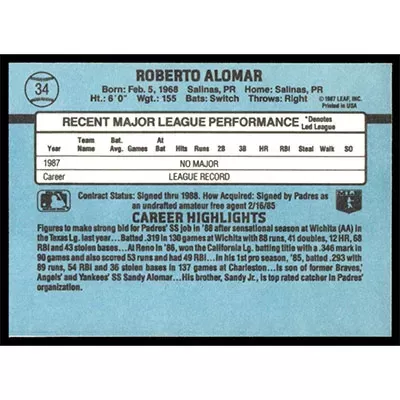 34
ROBERTO ALOMAR
Born: Feb. 5, 1968 Salinas, PR Home: Salinas, PR
Ht.: 6'0" Wgt.: 155 Bats: Switch Throws: Right
©1987 LEAF, INC.
Printed in USA
RECENT MAJOR LEAGUE PERFORMANCE *Denotes Led League
Year Team Name Bat. Avg. Games At Bat Hits Runs 2B 3B HR RBI Steal Walk SO
1987 NO MAJOR
Career LEAGUE RECORD
Contract Status: Signed thru 1988. How Acquired: Signed by Padres as
an undrafted amateur free agent 2/16/85
CAREER HIGHLIGHTS
Figures to make strong bid for Padres' SS job in '88 after sensational season at Wichita (AA) in
the Texas Lg. last year...Batted .319 in 130 games at Wichita with 88 runs, 41 doubles, 12 HR, 68
RBI and 43 stolen bases...At Reno in '86, won the California Lg. batting title with a .346 mark in
90 games and also scored 53 runs and had 49 RBI...In his 1st pro season, '85, batted .293 with
89 runs, 54 RBI and 36 stolen bases in 137 games at Charleston...Is son of former Braves,'
Angels' and Yankees' SS Sandy Alomar...His brother, Sandy Jr., is top catching prospect in
Padres' organization